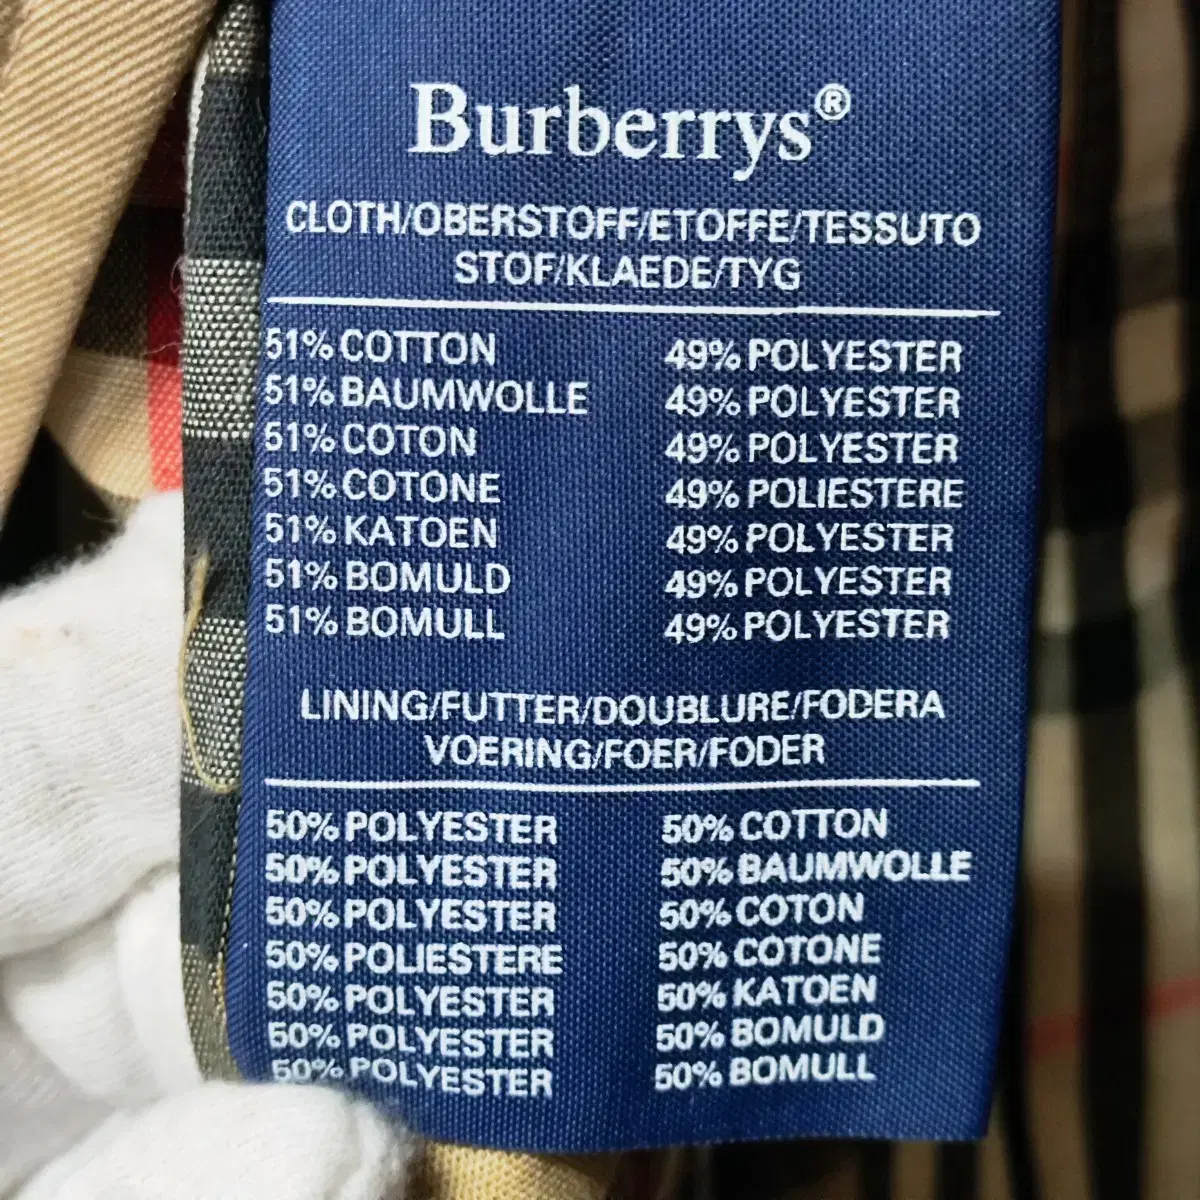 Burberrys®
CLOTH/OBERSTOFF/ETOFFE/TESSUTO
STOF/KLAEDE/TYG
51% COTTON 49% POLYESTER
51% BAUMWOLLE 49% POLYESTER
51% COTON 49% POLYESTER
51% COTONE 49% POLIESTERE
51% KATOEN 49% POLYESTER
51% BOMULD 49% POLYESTER
51% BOMULL 49% POLYESTER
LINING/FUTTER/DOUBLURE/FODERA
VOERING/FOER/FODER
50% POLYESTER 50% COTTON
50% POLYESTER 50% BAUMWOLLE
50% POLYESTER 50% COTON
50% POLIESTERE 50% COTONE
50% POLYESTER 50% KATOEN
50% POLYESTER 50% BOMULD
50% POLYESTER 50% BOMULL